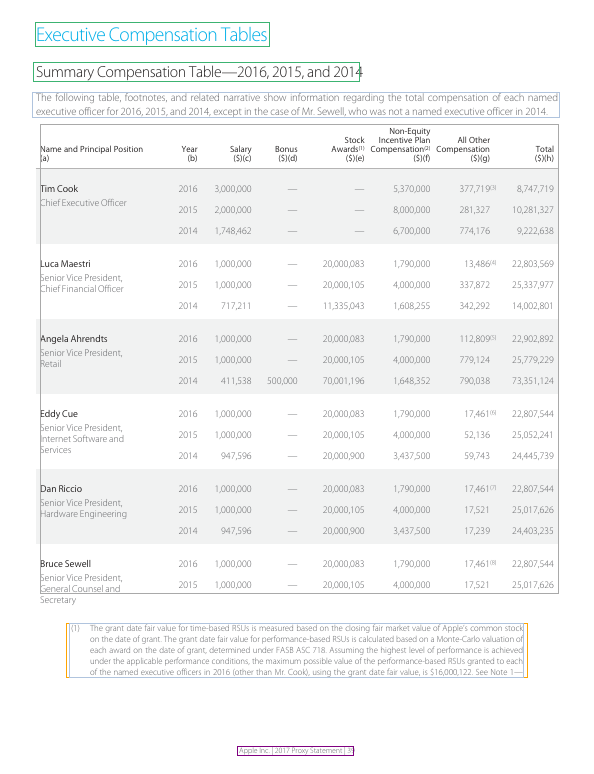 Executive Compensation Tables
Summary Compensation Table—2016, 2015, and 2014
The following table, footnotes, and related narrative show information regarding the total compensation of each named
executive officer for 2016, 2015, and 2014, except in the case of Mr. Sewell, who was not a named executive officer in 2014.
Name and Principal Position (a) Year (b) Salary ($)(c) Bonus ($)(d) Stock Awards(1) ($)(e) Non-Equity Incentive Plan Compensation(2) ($)(f) All Other Compensation ($)(g) Total ($)(h)
Tim Cook 2016 3,000,000 — — 5,370,000 377,719(3) 8,747,719
Chief Executive Officer
2015 2,000,000 — — 8,000,000 281,327 10,281,327
2014 1,748,462 — — 6,700,000 774,176 9,222,638
Luca Maestri 2016 1,000,000 — 20,000,083 1,790,000 13,486(4) 22,803,569
Senior Vice President,
Chief Financial Officer
2015 1,000,000 — 20,000,105 4,000,000 337,872 25,337,977
2014 717,211 — 11,335,043 1,608,255 342,292 14,002,801
Angela Ahrendts 2016 1,000,000 — 20,000,083 1,790,000 112,809(5) 22,902,892
Senior Vice President,
Retail
2015 1,000,000 — 20,000,105 4,000,000 779,124 25,779,229
2014 411,538 500,000 70,001,196 1,648,352 790,038 73,351,124
Eddy Cue 2016 1,000,000 — 20,000,083 1,790,000 17,461(6) 22,807,544
Senior Vice President,
Internet Software and
Services
2015 1,000,000 — 20,000,105 4,000,000 52,136 25,052,241
2014 947,596 — 20,000,900 3,437,500 59,743 24,445,739
Dan Riccio 2016 1,000,000 — 20,000,083 1,790,000 17,461(7) 22,807,544
Senior Vice President,
Hardware Engineering
2015 1,000,000 — 20,000,105 4,000,000 17,521 25,017,626
2014 947,596 — 20,000,900 3,437,500 17,239 24,403,235
Bruce Sewell 2016 1,000,000 — 20,000,083 1,790,000 17,461(8) 22,807,544
Senior Vice President,
General Counsel and
Secretary
2015 1,000,000 — 20,000,105 4,000,000 17,521 25,017,626
(1) The grant date fair value for time-based RSUs is measured based on the closing fair market value of Apple's common stock
on the date of grant. The grant date fair value for performance-based RSUs is calculated based on a Monte-Carlo valuation of
each award on the date of grant, determined under FASB ASC 718. Assuming the highest level of performance is achieved
under the applicable performance conditions, the maximum possible value of the performance-based RSUs granted to each
of the named executive officers in 2016 (other than Mr. Cook), using the grant date fair value, is $16,000,122. See Note 1—
Apple Inc. | 2017 Proxy Statement |